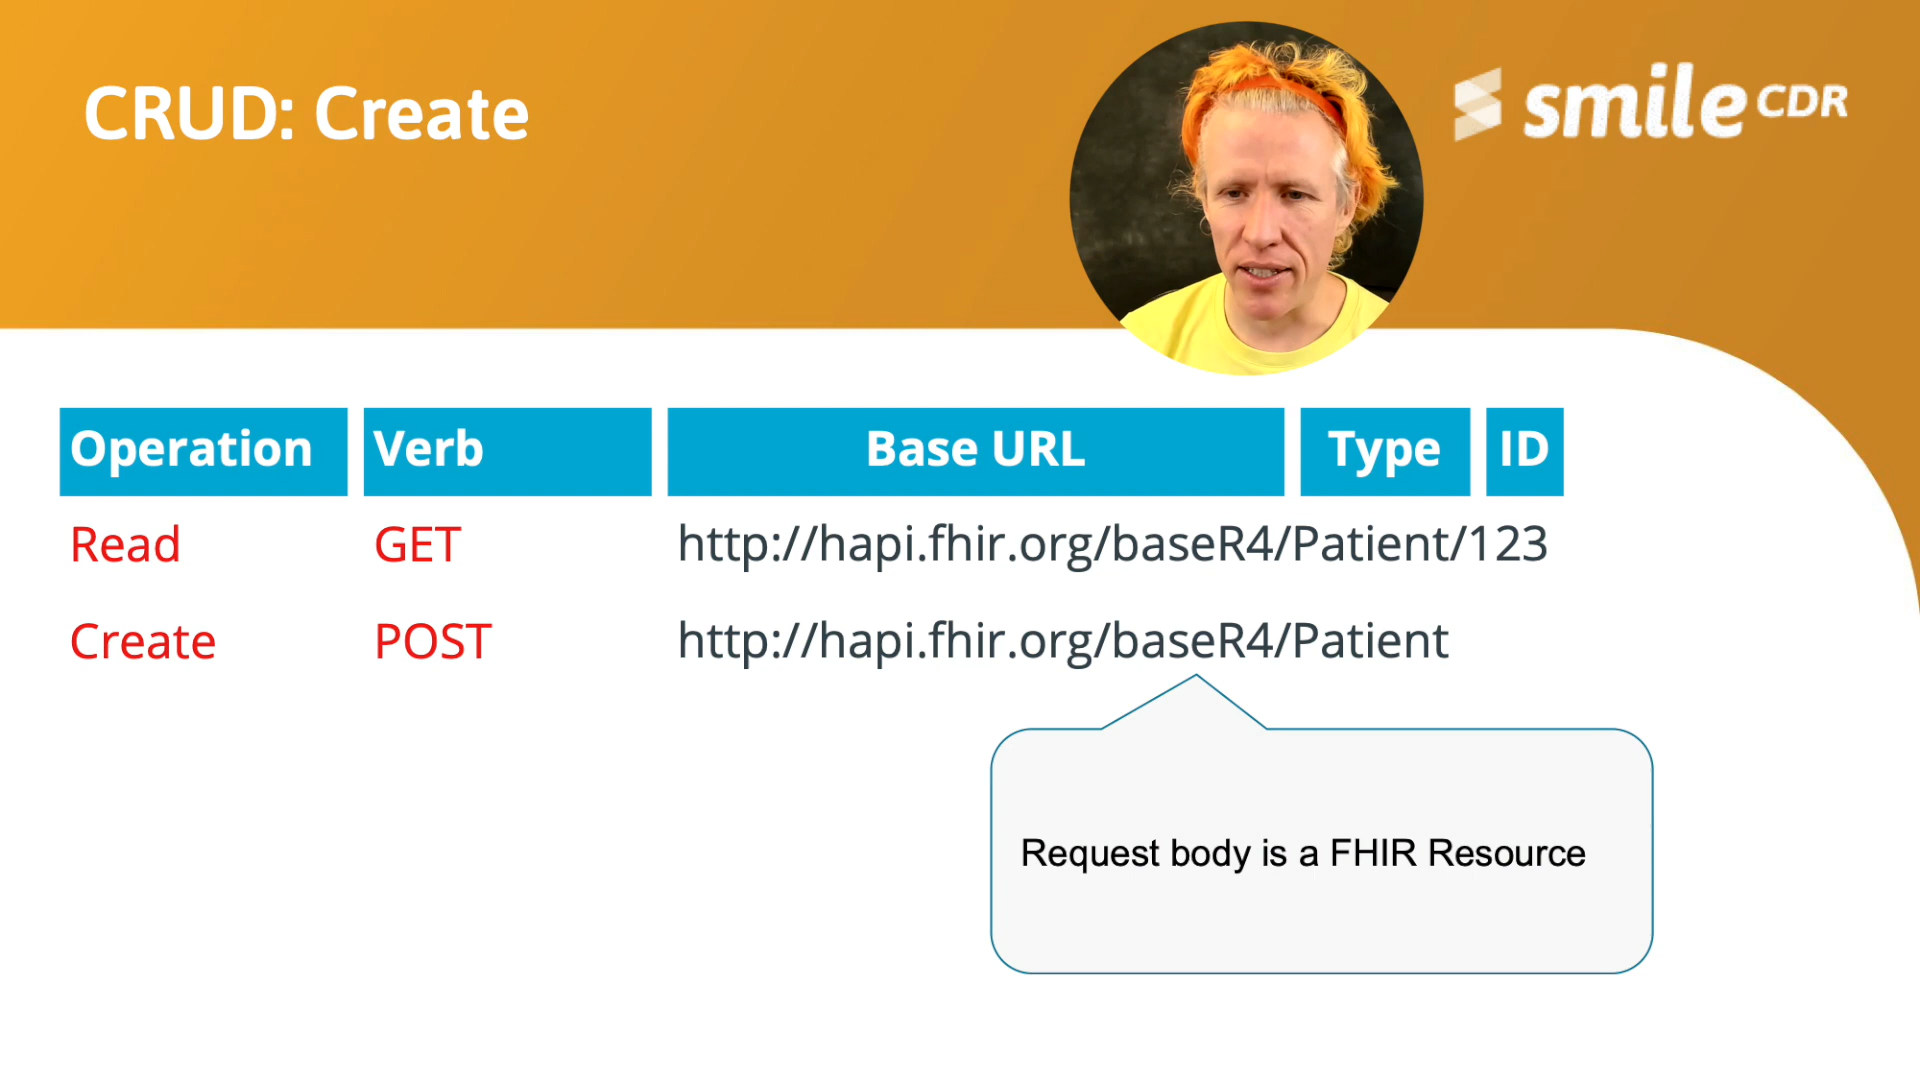 CRUD: Create
smile CDR
Operation Verb Base URL Type ID
Read GET http://hapi.fhir.org/baseR4/Patient/123
Create POST http://hapi.fhir.org/baseR4/Patient
Request body is a FHIR Resource